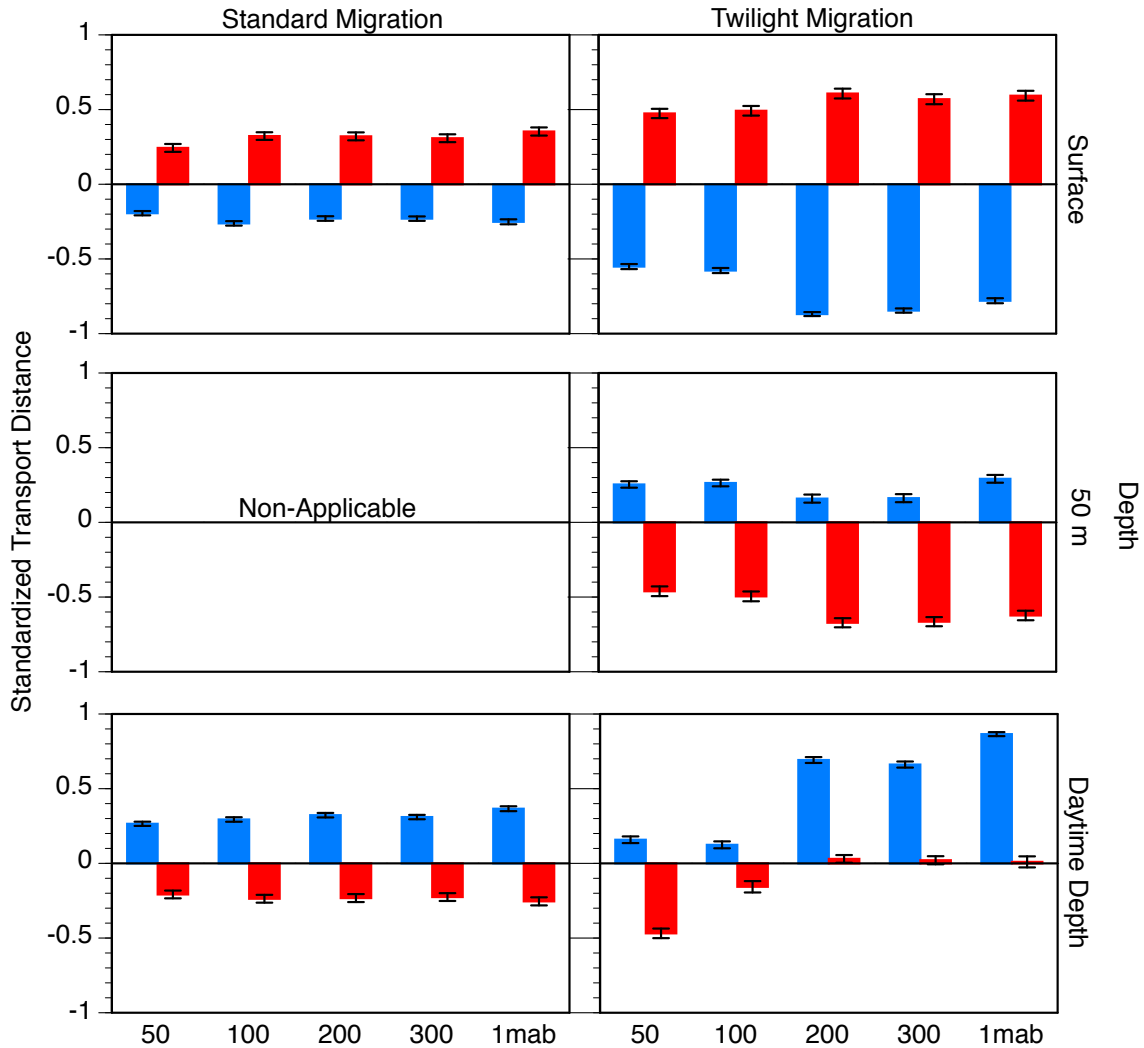 Standard Migration
Twilight Migration
1
0.5
0
-0.5
-1
Surface
1
0.5
0
-0.5
-1
Non-Applicable
50 m
Depth
Standardized Transport Distance
1
0.5
0
-0.5
-1
Daytime Depth
50 100 200 300 1mab 50 100 200 300 1mab